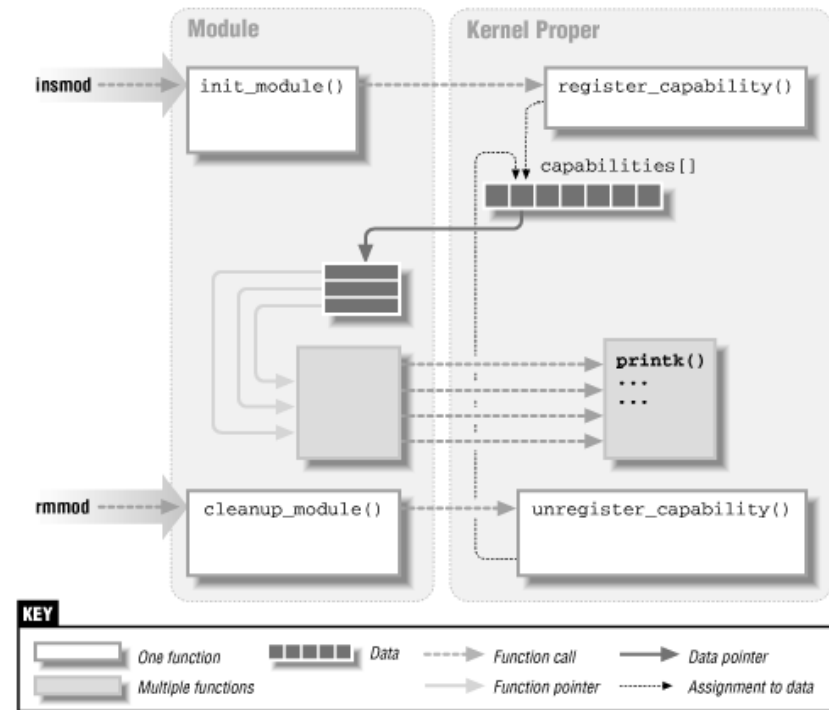 Module
Kernel Proper
insmod
init_module()
register_capability()
capabilities[]
printk()
...
...
rmmod
cleanup_module()
unregister_capability()
KEY
One function
Data
Function call
Data pointer
Multiple functions
Function pointer
Assignment to data